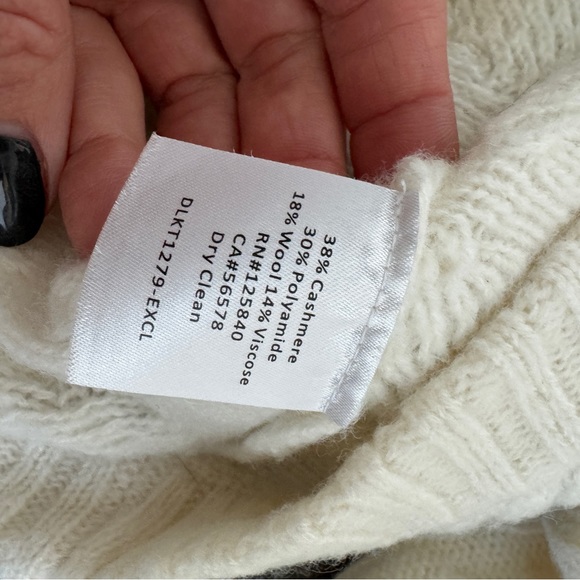 38% Cashmere
30% Polyamide
18% Wool 14% Viscose
RN#125840
CA#56578
Dry Clean
DLKT1279-EXCL